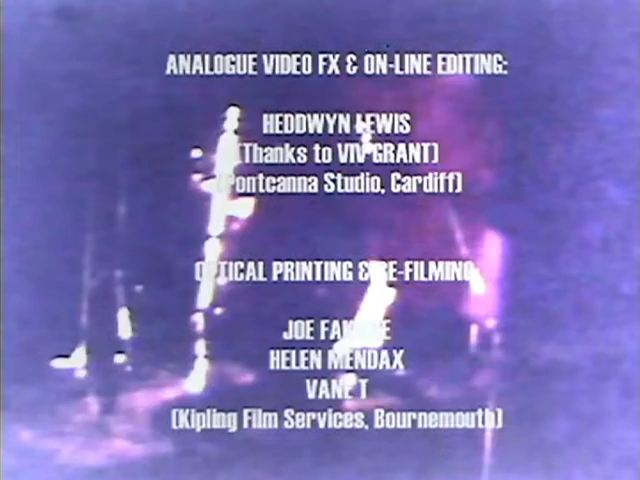 ANALOGUE VIDEO FX & ON-LINE EDITING:
HEDDWYN LEWIS
(Thanks to VIV GRANT)
(Pontcanna Studio, Cardiff)
OPTICAL PRINTING & RE-FILMING:
JOE
HELEN MENDAX
VANE T
(Kipling Film Services, Bournemouth)